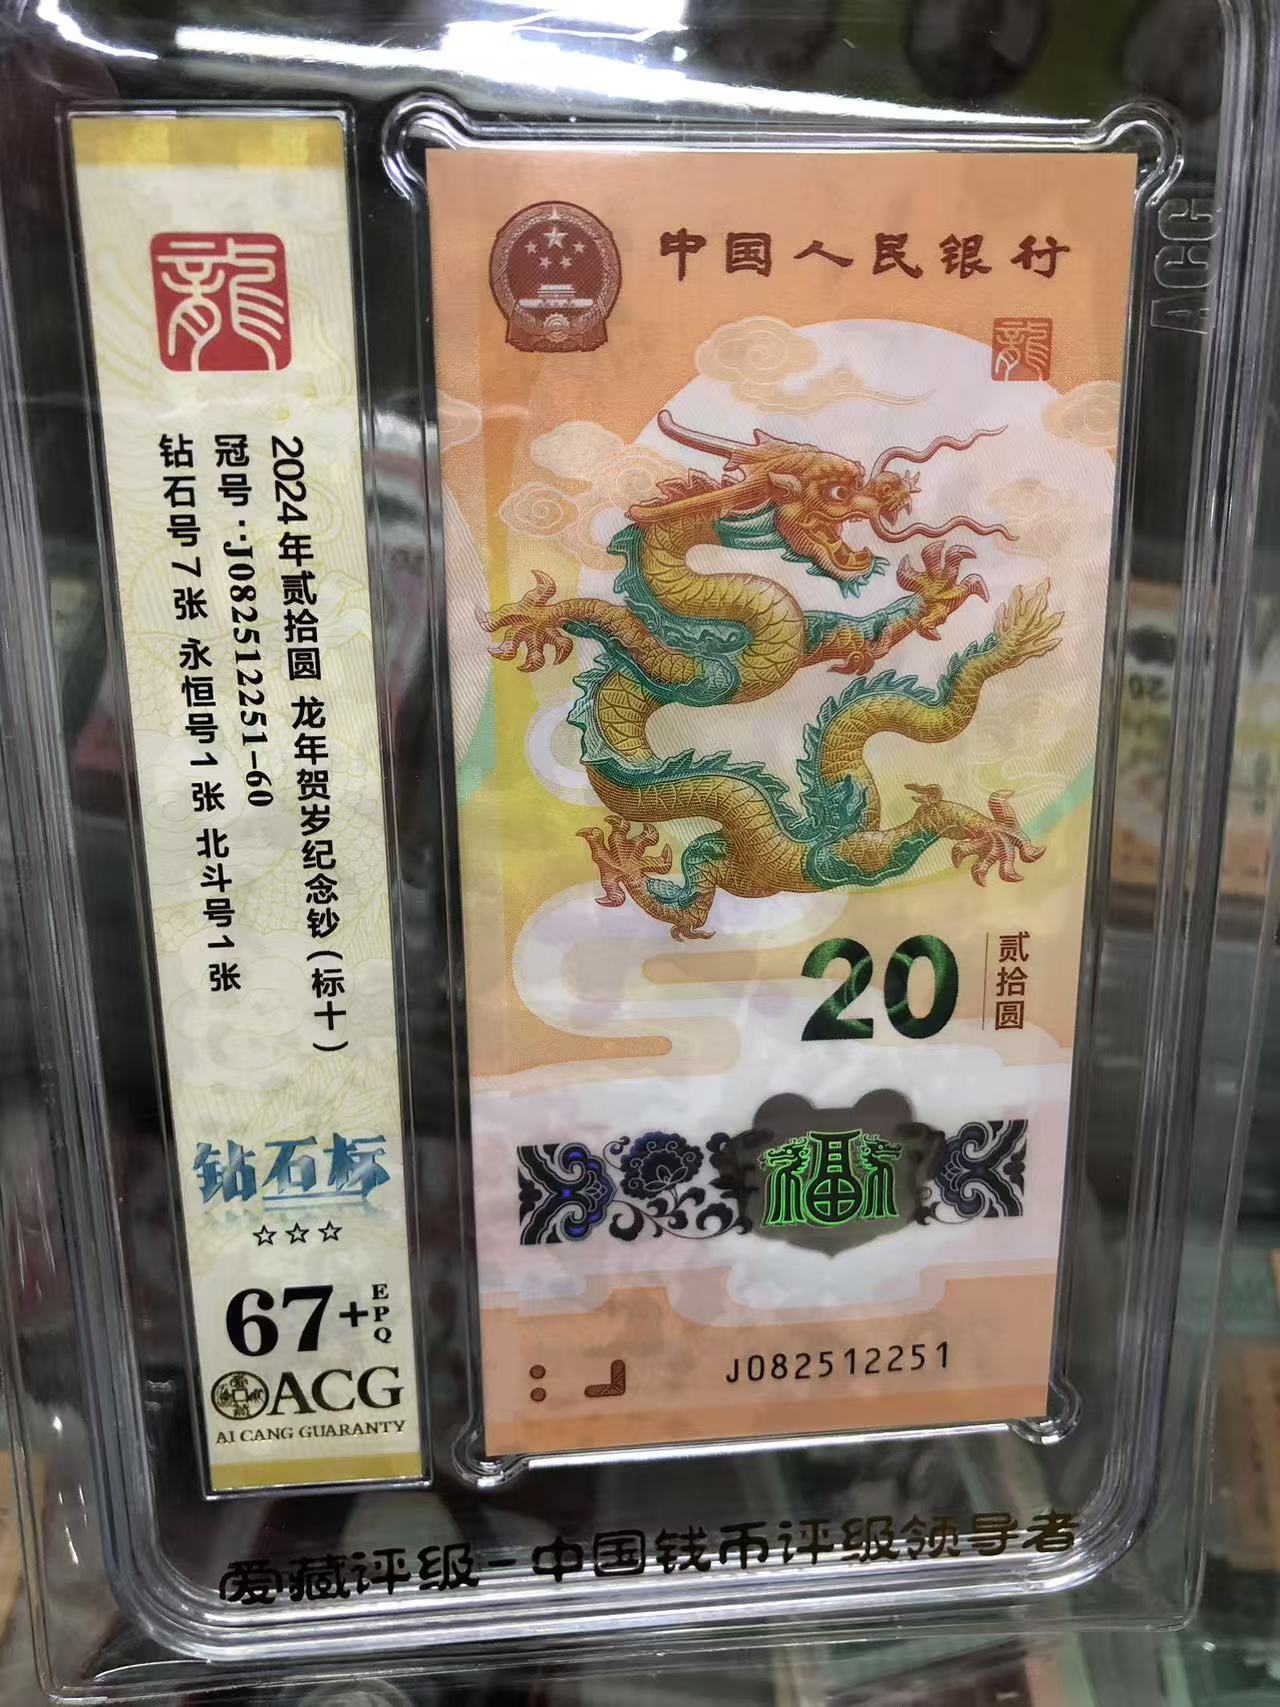 龍
2024年贰拾圆 龙年贺岁纪念钞(标十)
冠号:J082512251-60
钻石号7张 永恒号1张 北斗号1张
钻石标
☆☆☆
67+EPQ
ACG
AI CANG GUARANTY
中国人民银行
龍
20
贰拾圆
福
J082512251
ACG
爱藏评级-中国钱币评级领导者